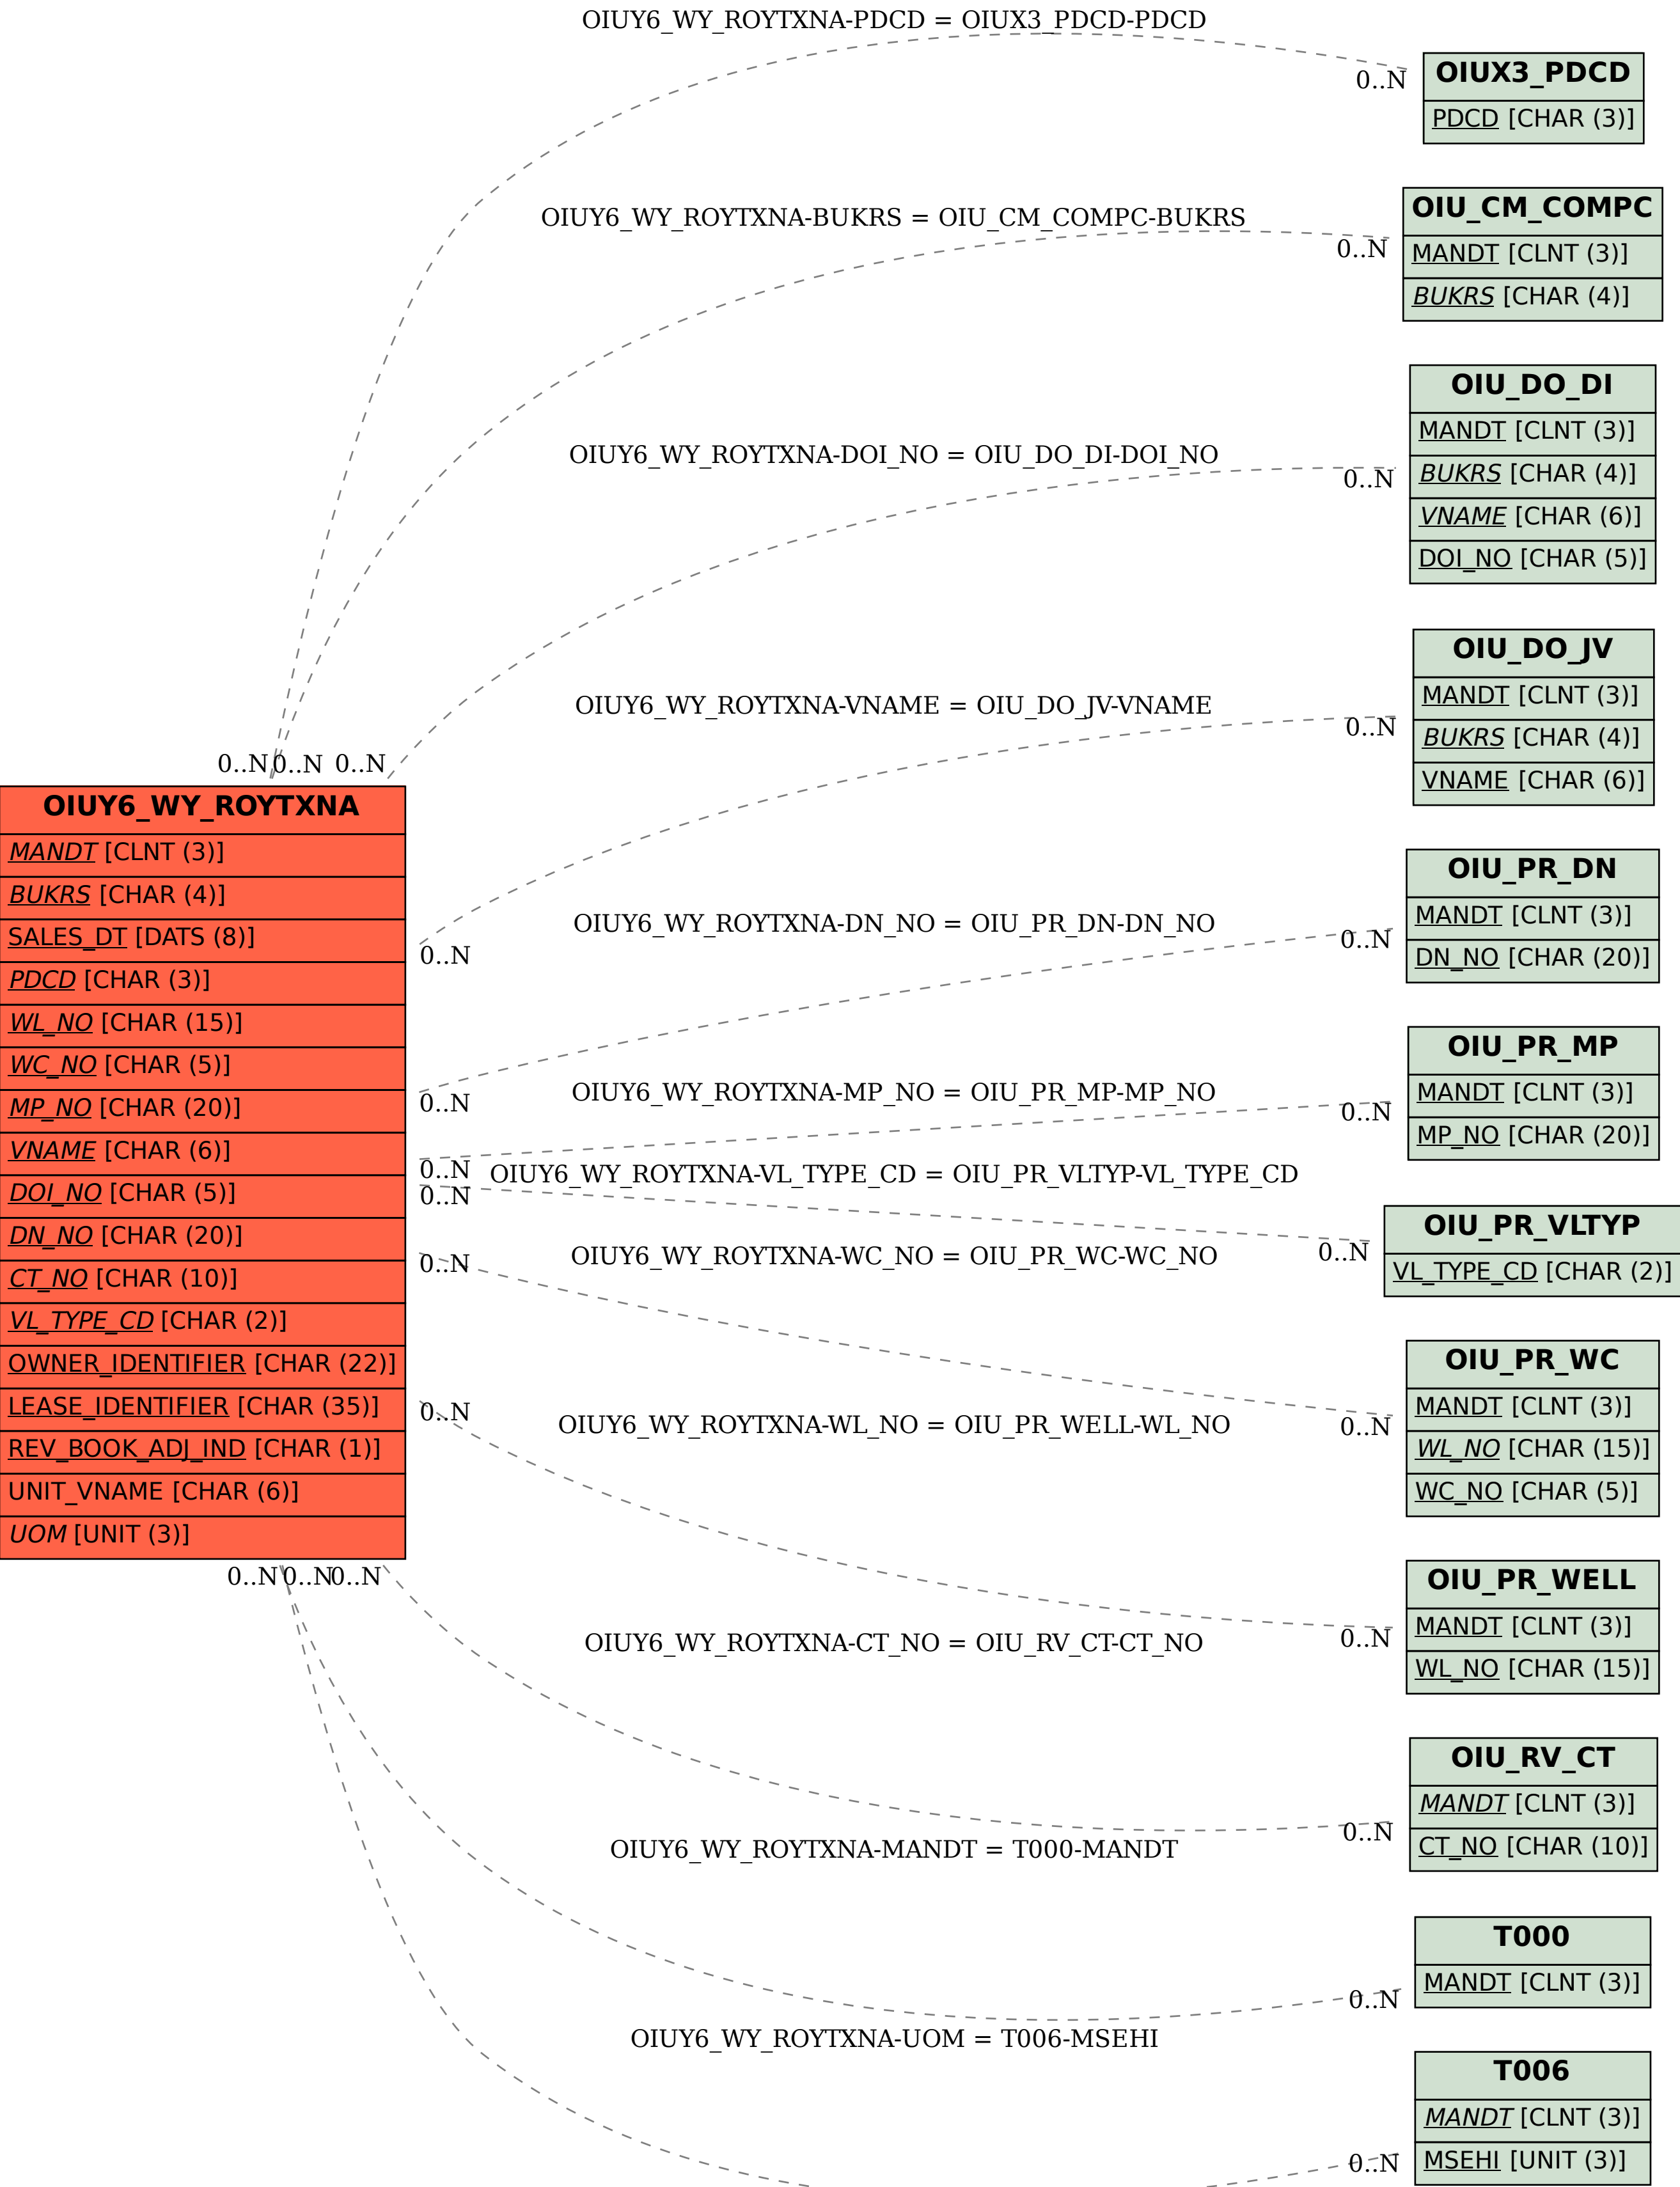 OIUY6_WY_ROYTXNA-PDCD = OIUX3_PDCD-PDCD
0..N
OIUX3_PDCD
PDCD [CHAR (3)]
OIUY6_WY_ROYTXNA-BUKRS = OIU_CM_COMPC-BUKRS
0..N
OIU_CM_COMPC
MANDT [CLNT (3)]
BUKRS [CHAR (4)]
OIUY6_WY_ROYTXNA-DOI_NO = OIU_DO_DI-DOI_NO
0..N
OIU_DO_DI
MANDT [CLNT (3)]
BUKRS [CHAR (4)]
VNAME [CHAR (6)]
DOI_NO [CHAR (5)]
OIUY6_WY_ROYTXNA-VNAME = OIU_DO_JV-VNAME
0..N
OIU_DO_JV
MANDT [CLNT (3)]
BUKRS [CHAR (4)]
VNAME [CHAR (6)]
0..N 0..N 0..N
OIUY6_WY_ROYTXNA
MANDT [CLNT (3)]
BUKRS [CHAR (4)]
SALES_DT [DATS (8)]
PDCD [CHAR (3)]
WL_NO [CHAR (15)]
WC_NO [CHAR (5)]
MP_NO [CHAR (20)]
VNAME [CHAR (6)]
DOI_NO [CHAR (5)]
DN_NO [CHAR (20)]
CT_NO [CHAR (10)]
VL_TYPE_CD [CHAR (2)]
OWNER_IDENTIFIER [CHAR (22)]
LEASE_IDENTIFIER [CHAR (35)]
REV_BOOK_ADJ_IND [CHAR (1)]
UNIT_VNAME [CHAR (6)]
UOM [UNIT (3)]
0..N 0..N 0..N
0..N
OIUY6_WY_ROYTXNA-DN_NO = OIU_PR_DN-DN_NO
0..N
0..N
OIU_PR_DN
MANDT [CLNT (3)]
DN_NO [CHAR (20)]
OIUY6_WY_ROYTXNA-MP_NO = OIU_PR_MP-MP_NO
0..N
0..N
OIU_PR_MP
MANDT [CLNT (3)]
MP_NO [CHAR (20)]
OIUY6_WY_ROYTXNA-VL_TYPE_CD = OIU_PR_VLTYP-VL_TYPE_CD
0..N
0..N
OIU_PR_VLTYP
VL_TYPE_CD [CHAR (2)]
OIUY6_WY_ROYTXNA-WC_NO = OIU_PR_WC-WC_NO
0..N
0..N
OIU_PR_WC
MANDT [CLNT (3)]
WL_NO [CHAR (15)]
WC_NO [CHAR (5)]
OIUY6_WY_ROYTXNA-WL_NO = OIU_PR_WELL-WL_NO
0..N
0..N
OIU_PR_WELL
MANDT [CLNT (3)]
WL_NO [CHAR (15)]
OIUY6_WY_ROYTXNA-CT_NO = OIU_RV_CT-CT_NO
0..N
OIU_RV_CT
MANDT [CLNT (3)]
CT_NO [CHAR (10)]
OIUY6_WY_ROYTXNA-MANDT = T000-MANDT
0..N
T000
MANDT [CLNT (3)]
OIUY6_WY_ROYTXNA-UOM = T006-MSEHI
0..N
T006
MANDT [CLNT (3)]
MSEHI [UNIT (3)]